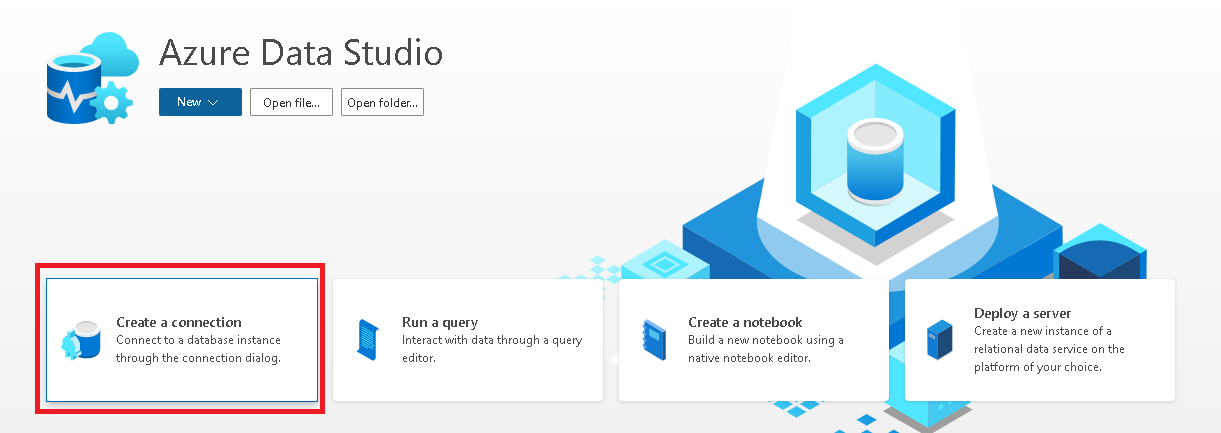 Azure Data Studio
New
Open file...
Open folder...
Create a connection
Connect to a database instance
through the connection dialog.
Run a query
Interact with data through a query
editor.
Create a notebook
Build a new notebook using a
native notebook editor.
Deploy a server
Create a new instance of a
relational data service on the
platform of your choice.